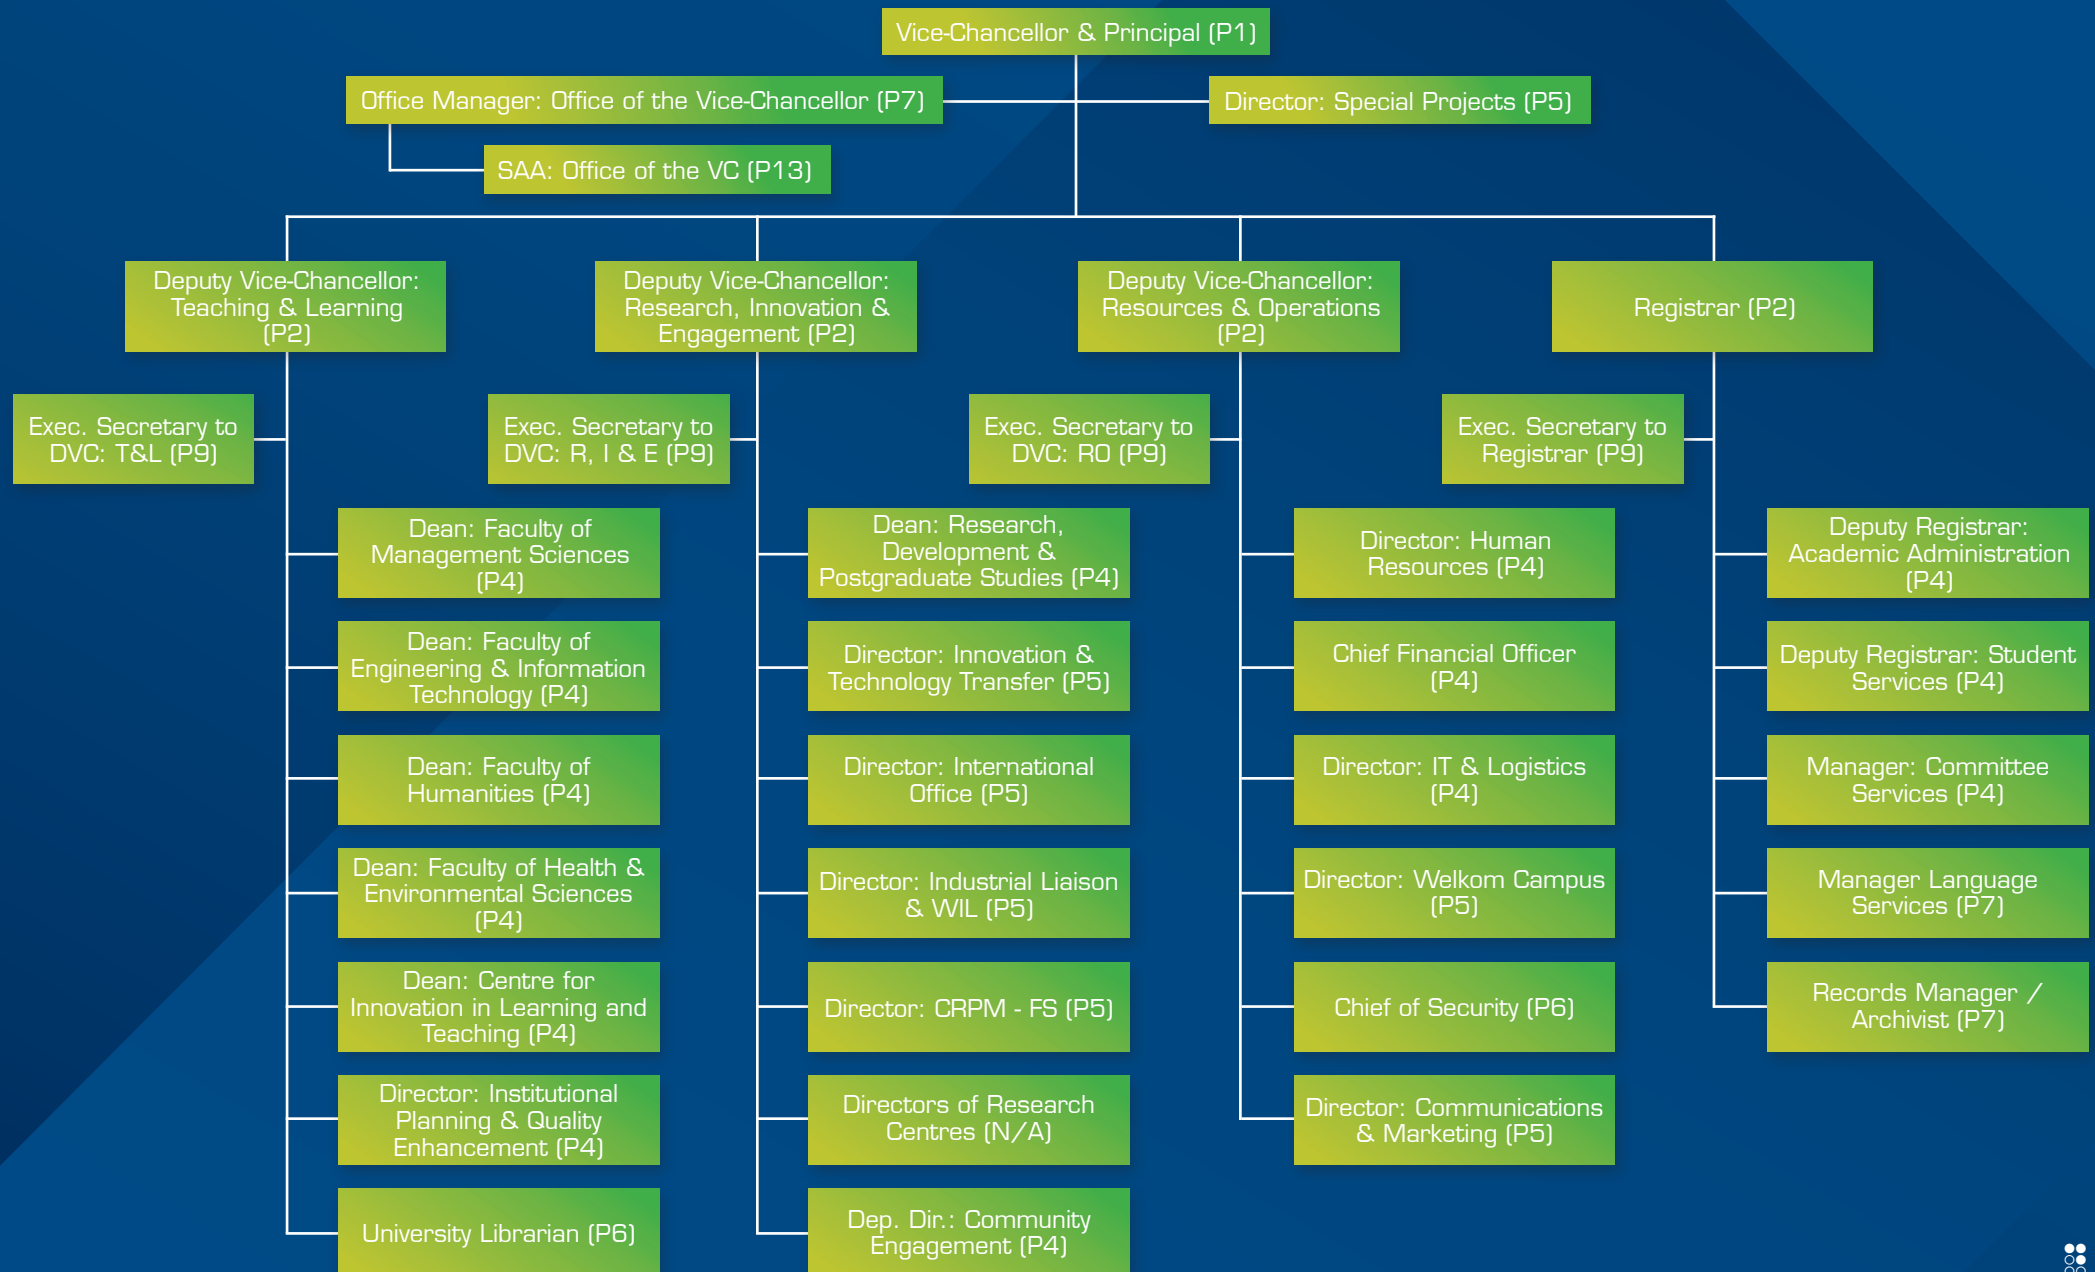 Vice-Chancellor & Principal (P1)
Office Manager: Office of the Vice-Chancellor (P7)
Director: Special Projects (P5)
SAA: Office of the VC (P13)
Deputy Vice-Chancellor:
Teaching & Learning
(P2)
Deputy Vice-Chancellor:
Research, Innovation &
Engagement (P2)
Deputy Vice-Chancellor:
Resources & Operations
(P2)
Registrar (P2)
Exec. Secretary to
DVC: T&L (P9)
Exec. Secretary to
DVC: R, I & E (P9)
Exec. Secretary to
DVC: RO (P9)
Exec. Secretary to
Registrar (P9)
Dean: Faculty of
Management Sciences
(P4)
Dean: Faculty of
Engineering & Information
Technology (P4)
Dean: Faculty of
Humanities (P4)
Dean: Faculty of Health &
Environmental Sciences
(P4)
Dean: Centre for
Innovation in Learning and
Teaching (P4)
Director: Institutional
Planning & Quality
Enhancement (P4)
University Librarian (P6)
Dean: Research,
Development &
Postgraduate Studies (P4)
Director: Innovation &
Technology Transfer (P5)
Director: International
Office (P5)
Director: Industrial Liaison
& WIL (P5)
Director: CRPM - FS (P5)
Directors of Research
Centres (N/A)
Dep. Dir.: Community
Engagement (P4)
Director: Human
Resources (P4)
Chief Financial Officer
(P4)
Director: IT & Logistics
(P4)
Director: Welkom Campus
(P5)
Chief of Security (P6)
Director: Communications
& Marketing (P5)
Deputy Registrar:
Academic Administration
(P4)
Deputy Registrar: Student
Services (P4)
Manager: Committee
Services (P4)
Manager Language
Services (P7)
Records Manager /
Archivist (P7)